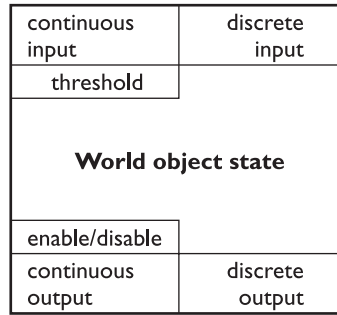 continuous
input
discrete
input
threshold
World object state
enable/disable
continuous
output
discrete
output